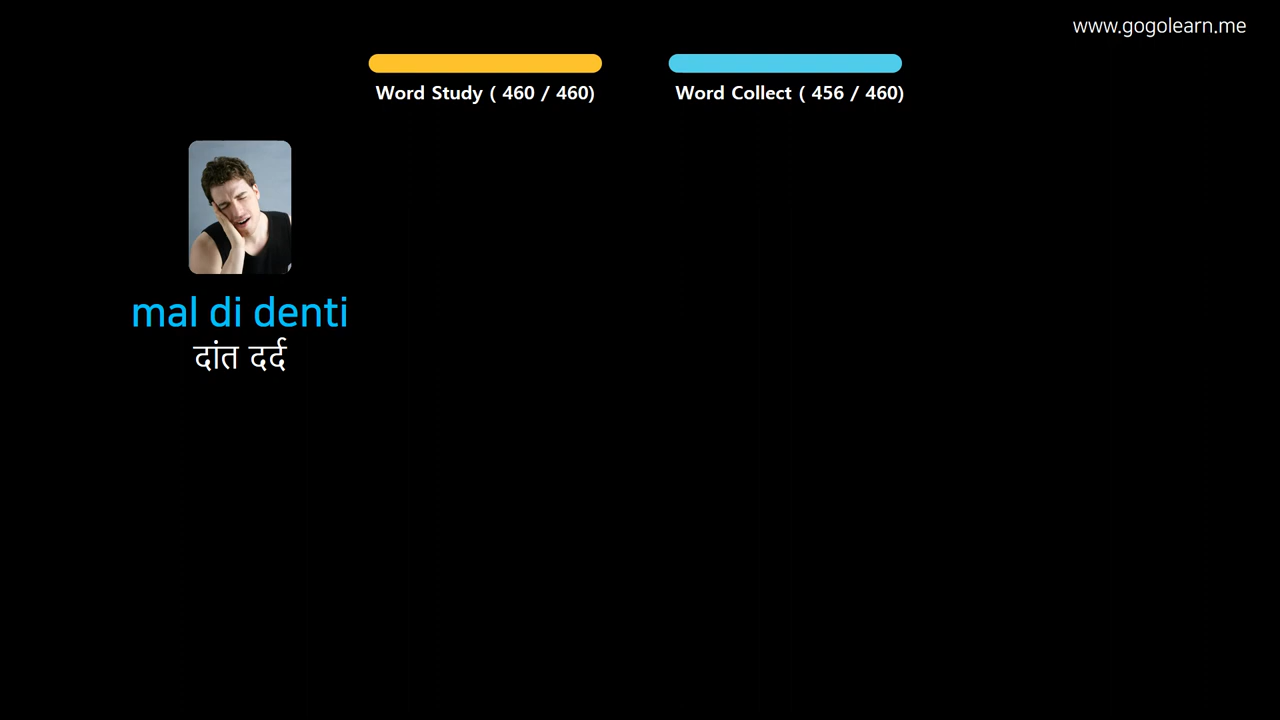 www.gogolearn.me
Word Study ( 460 / 460)
Word Collect ( 456 / 460)
mal di denti
दांत दर्द